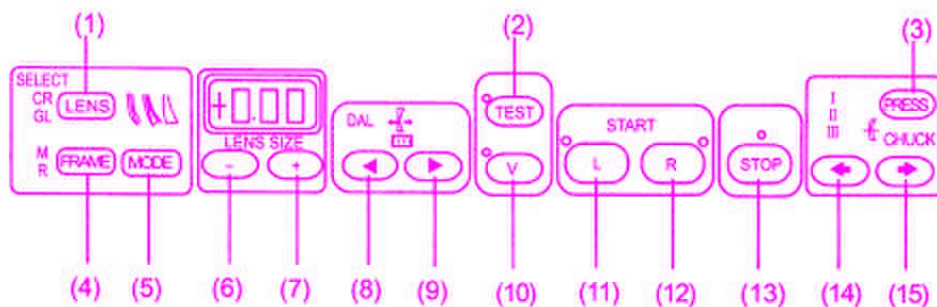 (1)
(2)
(3)
SELECT
CR
GL
LENS
+0.00
LENS SIZE
M
R
FRAME
MODE
-
+
DAL
TEST
V
START
L
R
STOP
I
II
III
PRESS
CHUCK
(4)
(5)
(6)
(7)
(8)
(9)
(10)
(11)
(12)
(13)
(14)
(15)